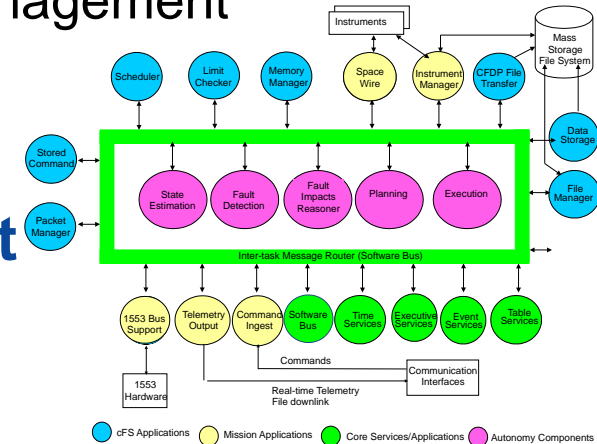 nagement
t
Instruments
Mass
Storage
File System
Scheduler
Limit
Checker
Memory
Manager
Space
Wire
Instrument
Manager
CFDP File
Transfer
Stored
Command
Data
Storage
State
Estimation
Fault
Detection
Fault
Impacts
Reasoner
Planning
Execution
Packet
Manager
File
Manager
Inter-task Message Router (Software Bus)
1553 Bus
Support
Telemetry
Output
Command
Ingest
Software
Bus
Time
Services
Executive
Services
Event
Services
Table
Services
Commands
1553
Hardware
Real-time Telemetry
File downlink
Communication
Interfaces
cFS Applications
Mission Applications
Core Services/Applications
Autonomy Components